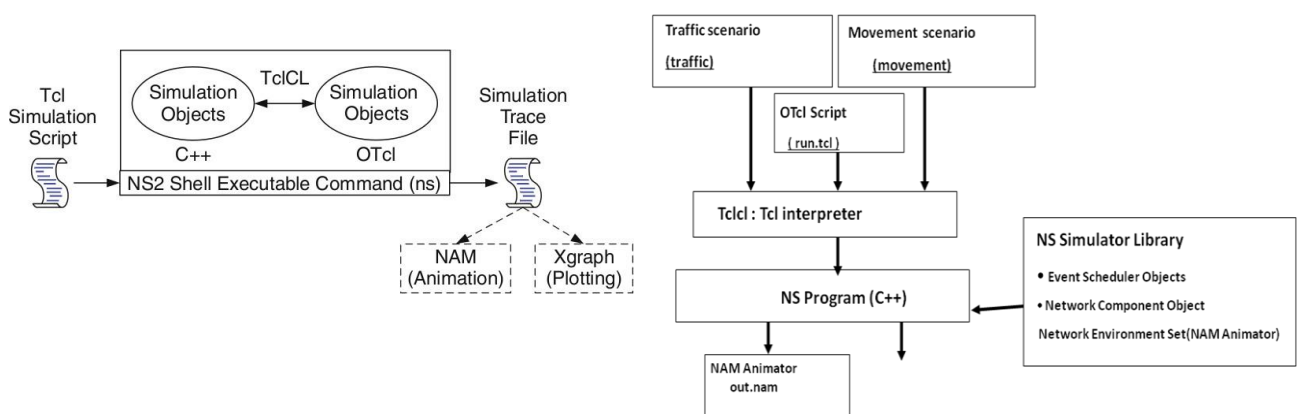 Tcl
Simulation
Script
TclCL
Simulation
Objects
Simulation
Objects
C++
OTcl
NS2 Shell Executable Command (ns)
Simulation
Trace
File
NAM
(Animation)
Xgraph
(Plotting)
Traffic scenario
(traffic)
Movement scenario
(movement)
OTcl Script
( run.tcl )
Tclcl : Tcl interpreter
NS Program (C++)
NS Simulator Library
• Event Scheduler Objects
• Network Component Object
Network Environment Set(NAM Animator)
NAM Animator
out.nam